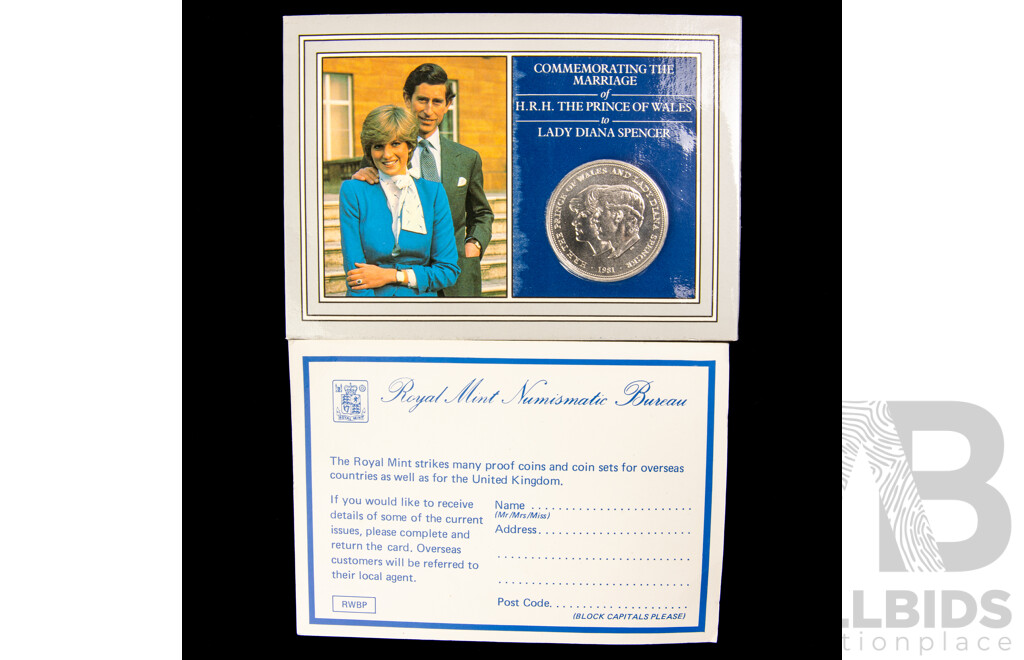 COMMEMORATING THE
MARRIAGE
of
H.R.H. THE PRINCE OF WALES
to
LADY DIANA SPENCER
H.R.H. THE PRINCE OF WALES AND LADY DIANA SPENCER
· 1981 ·
Royal Mint Numismatic Bureau
ROYAL MINT
The Royal Mint strikes many proof coins and coin sets for overseas
countries as well as for the United Kingdom.
If you would like to receive
details of some of the current
issues, please complete and
return the card. Overseas
customers will be referred to
their local agent.
RWBP
Name ........................
(Mr/Mrs/Miss)
Address.......................
.............................
.............................
Post Code.....................
(BLOCK CAPITALS PLEASE)
B
LLBIDS
tionplace